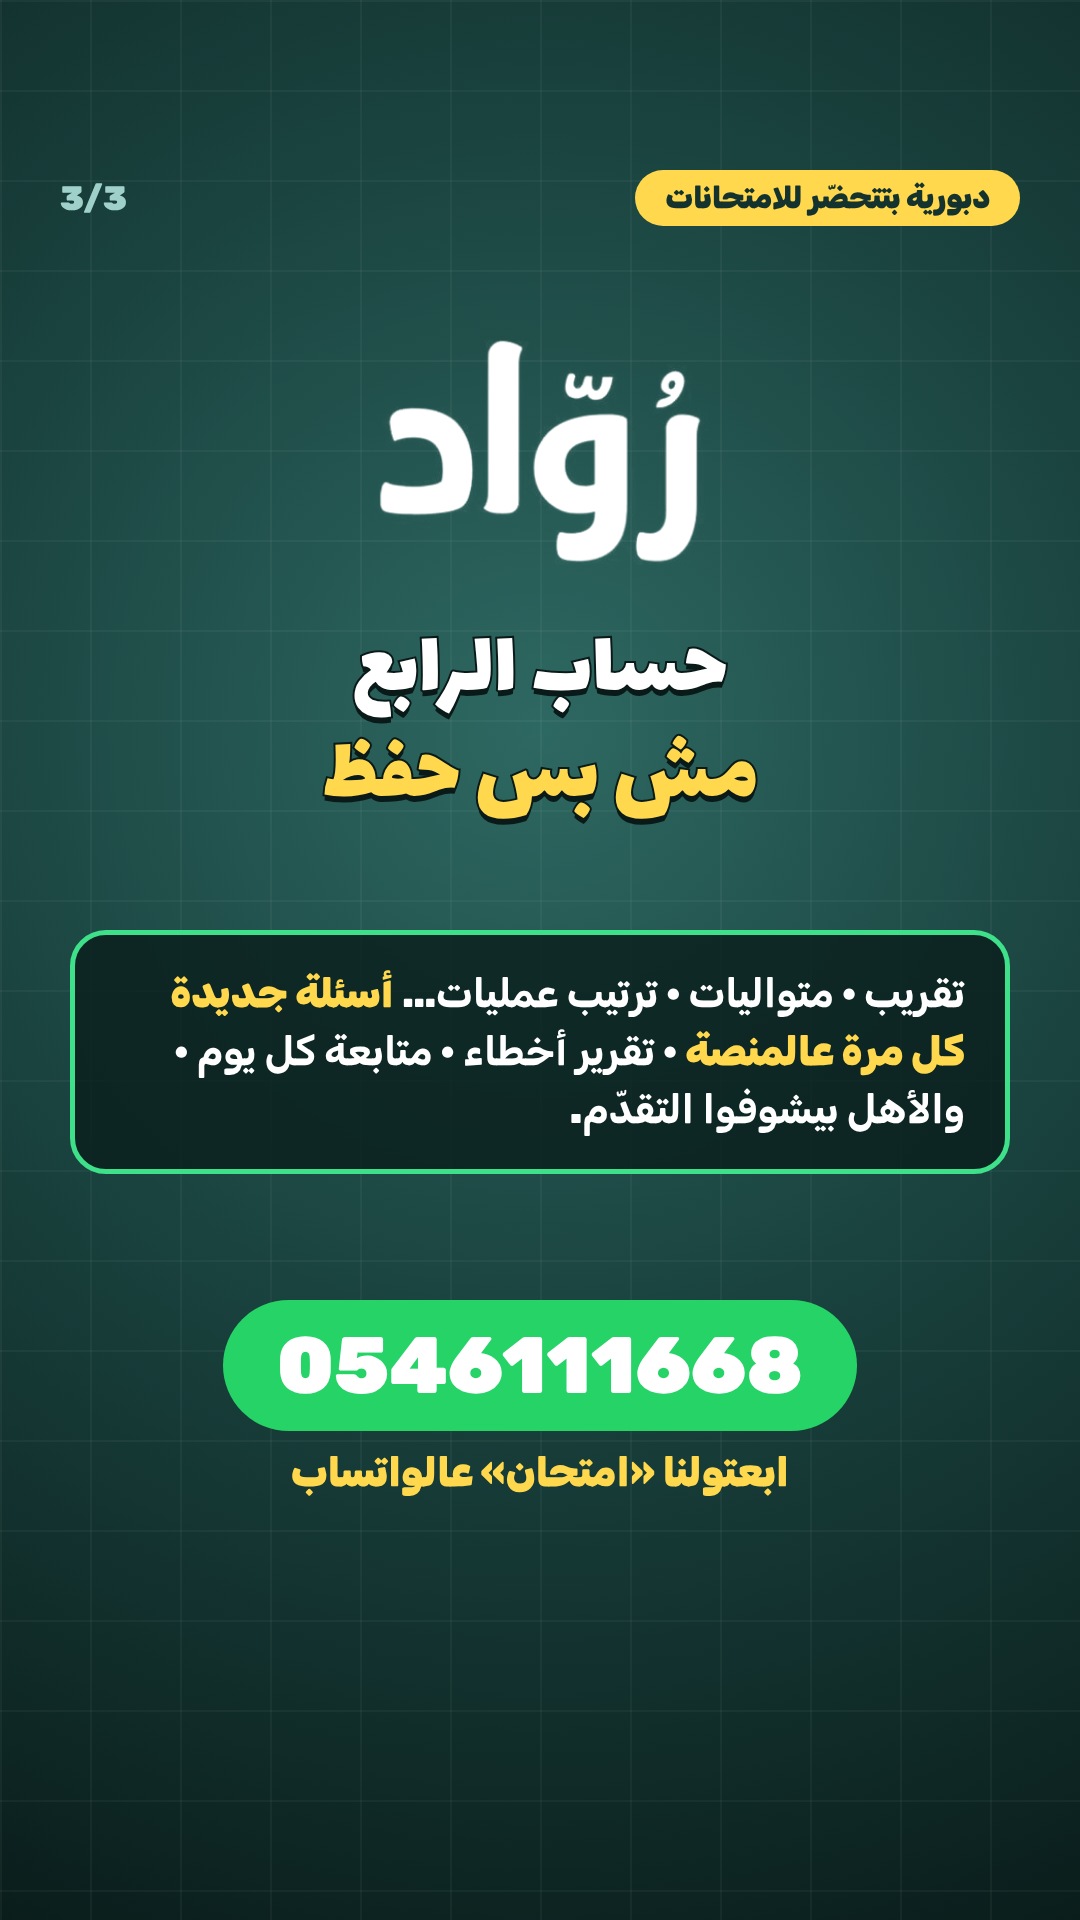 دبورية بتتحضّر للامتحانات
3/3
رُوّاد
حساب الرابع
مش بس حفظ
تقريب • متواليات • ترتيب عمليات... أسئلة جديدة
كل مرة عالمنصة • تقرير أخطاء • متابعة كل يوم •
والأهل بيشوفوا التقدّم.
0546111668
ابعتولنا «امتحان» عالواتساب